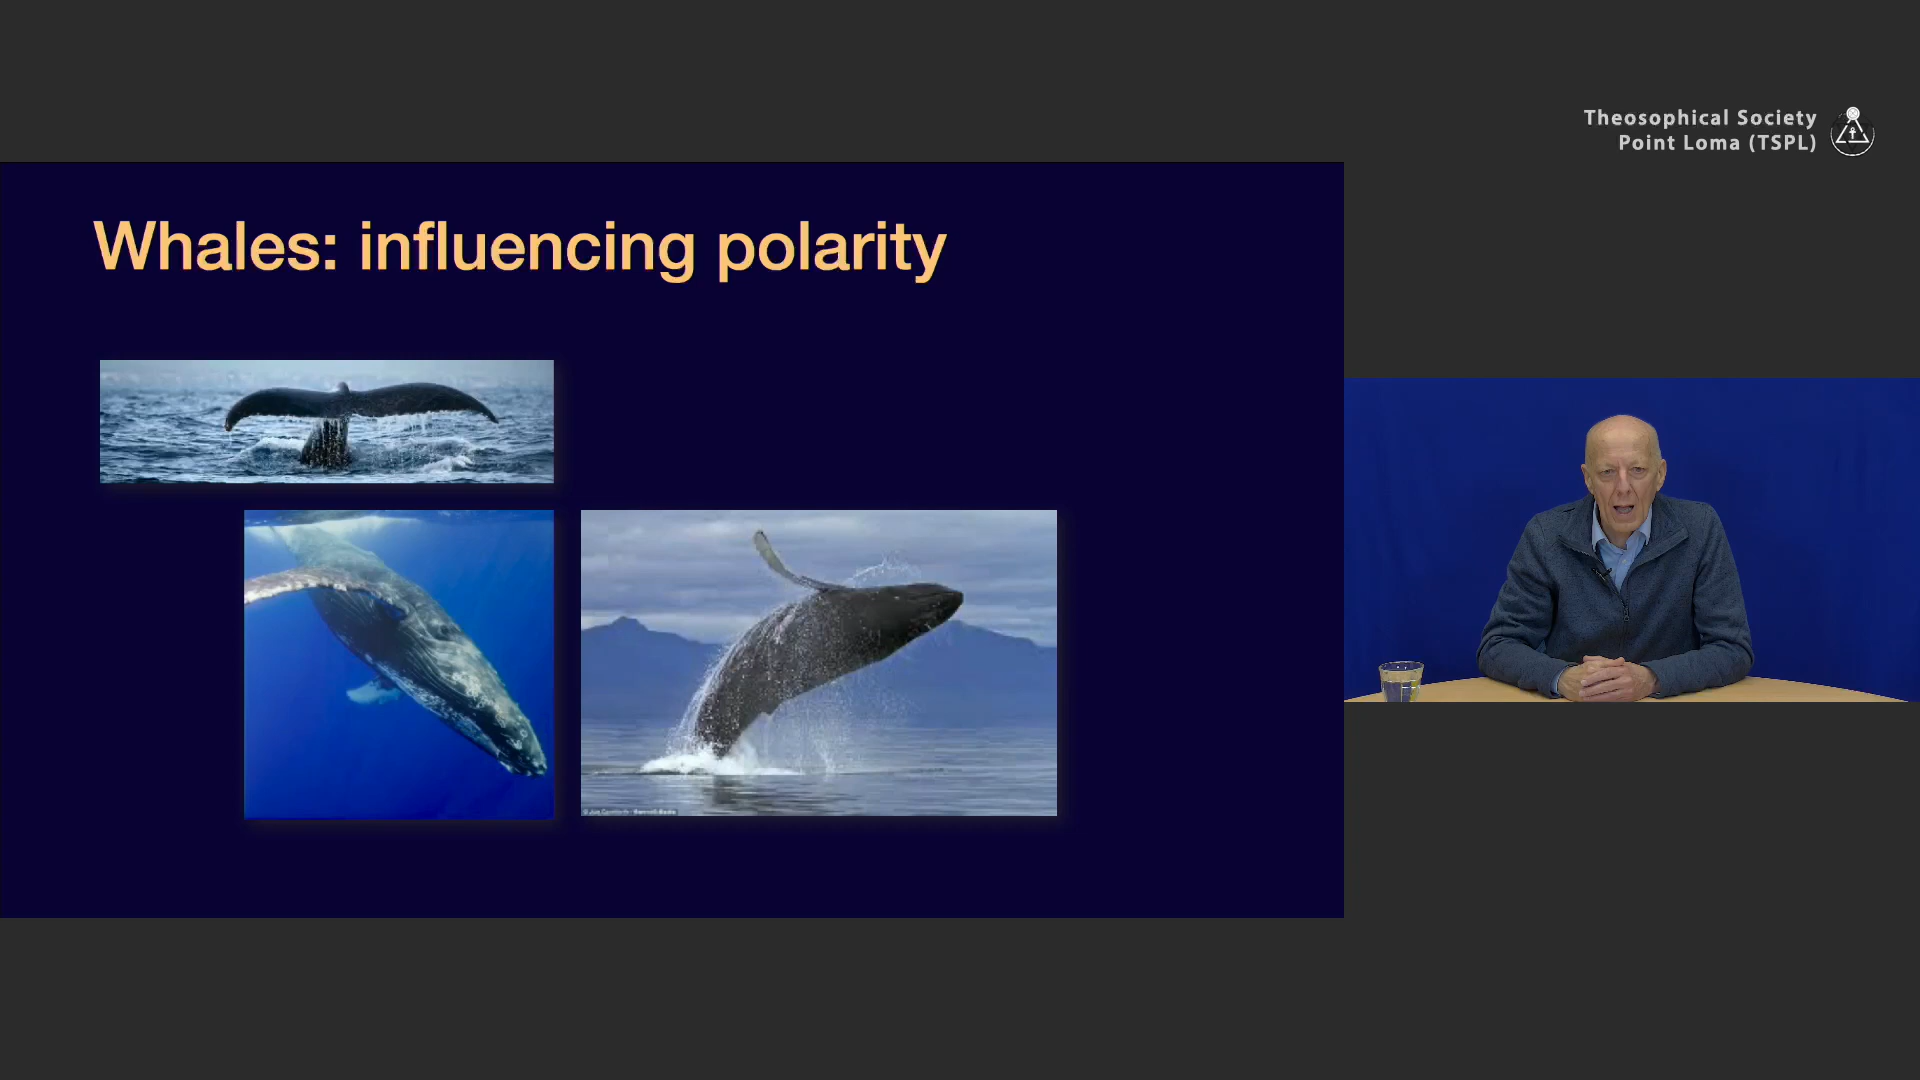 Theosophical Society
Point Loma (TSPL)
Whales: influencing polarity